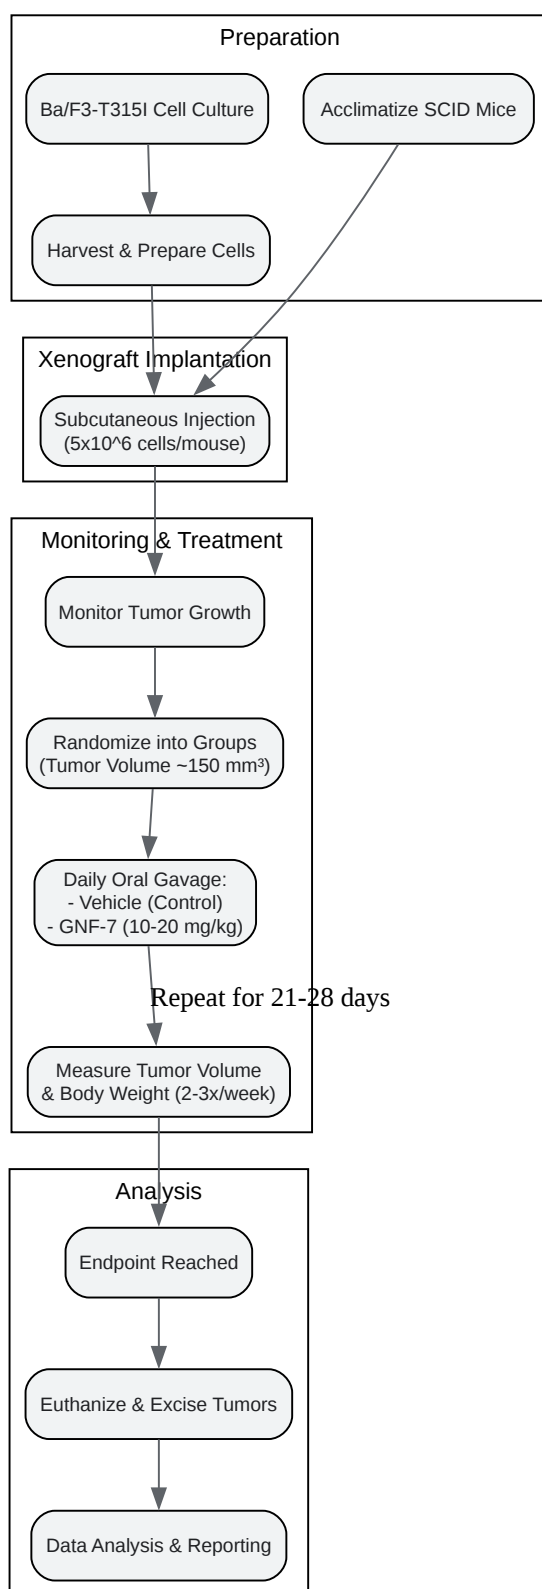 Preparation
Ba/F3-T315I Cell Culture
Acclimatize SCID Mice
Harvest & Prepare Cells
Xenograft Implantation
Subcutaneous Injection
(5x10^6 cells/mouse)
Monitoring & Treatment
Monitor Tumor Growth
Randomize into Groups
(Tumor Volume ~150 mm³)
Daily Oral Gavage:
- Vehicle (Control)
- GNF-7 (10-20 mg/kg)
Repeat for 21-28 days
Measure Tumor Volume
& Body Weight (2-3x/week)
Analysis
Endpoint Reached
Euthanize & Excise Tumors
Data Analysis & Reporting